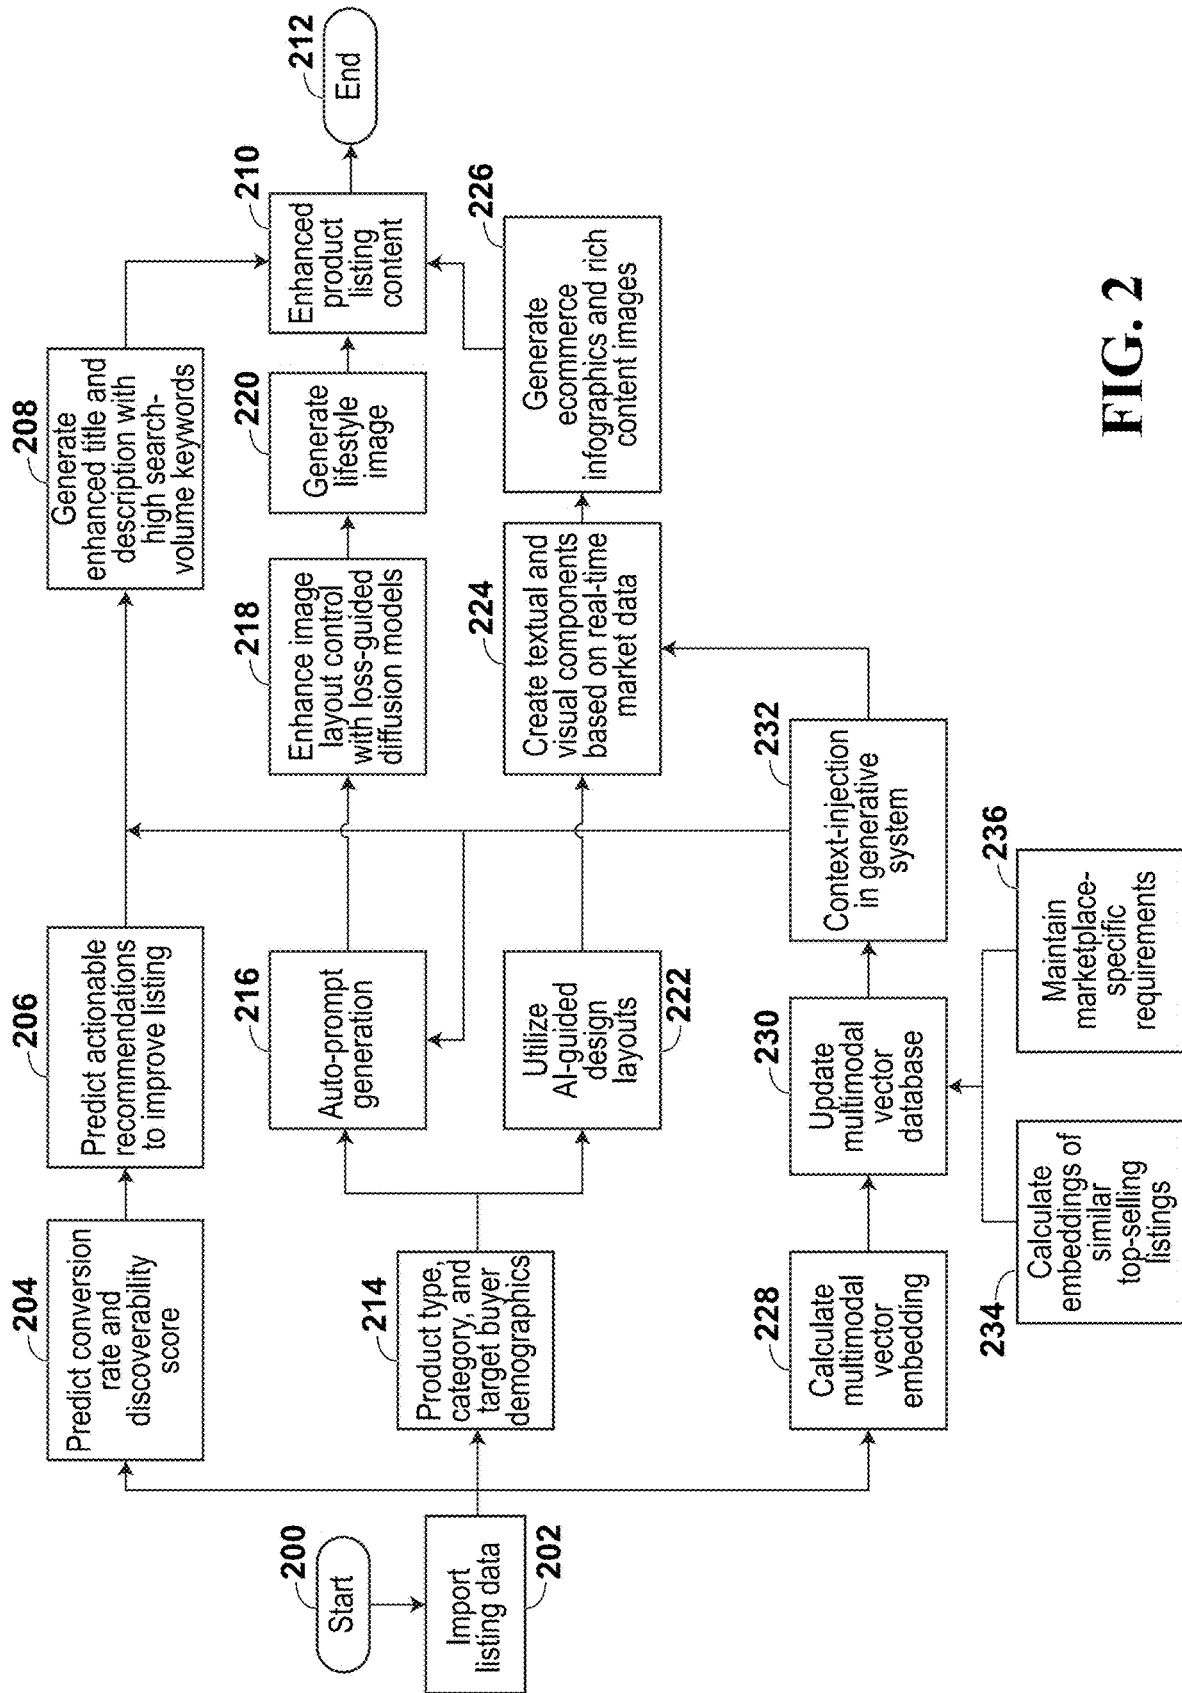 200
Start
202
Import
listing data
204
Predict conversion
rate and
discoverability
score
206
Predict actionable
recommendations
to improve listing
208
Generate
enhanced title and
description with
high search-
volume keywords
210
Enhanced
product
listing
content
212
End
214
Product type,
category, and
target buyer
demographics
216
Auto-prompt
generation
218
Enhance image
layout control
with loss-guided
diffusion models
220
Generate
lifestyle
image
222
Utilize
AI-guided
design
layouts
224
Create textual and
visual components
based on real-time
market data
226
Generate
ecommerce
infographics and rich
content images
228
Calculate
multimodal
vector
embedding
230
Update
multimodal
vector
database
232
Context-injection
in generative
system
234
Calculate
embeddings of
similar
top-selling
listings
236
Maintain
marketplace-
specific
requirements
FIG. 2